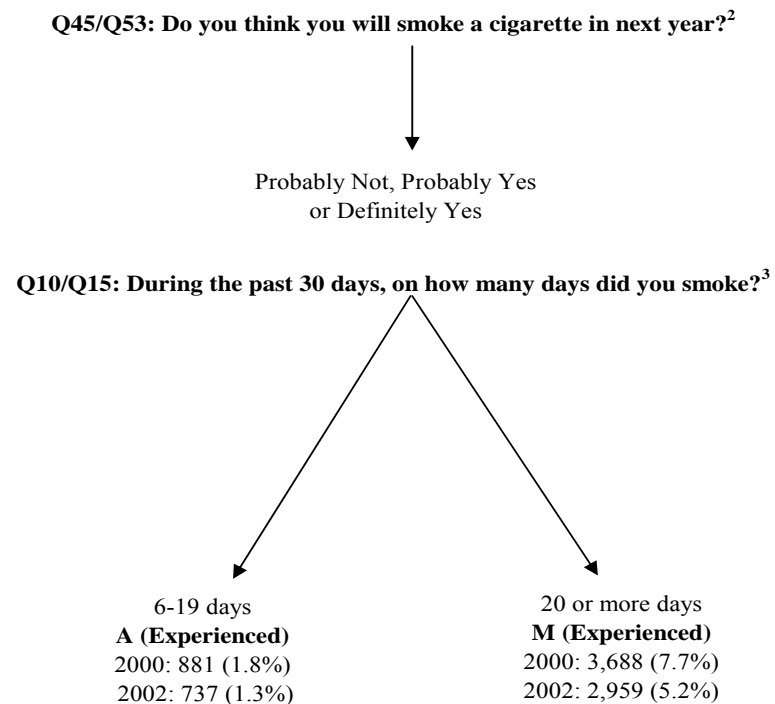 Q45/Q53: Do you think you will smoke a cigarette in next year?²
Probably Not, Probably Yes
or Definitely Yes
Q10/Q15: During the past 30 days, on how many days did you smoke?³
6-19 days
A (Experienced)
2000: 881 (1.8%)
2002: 737 (1.3%)
20 or more days
M (Experienced)
2000: 3,688 (7.7%)
2002: 2,959 (5.2%)